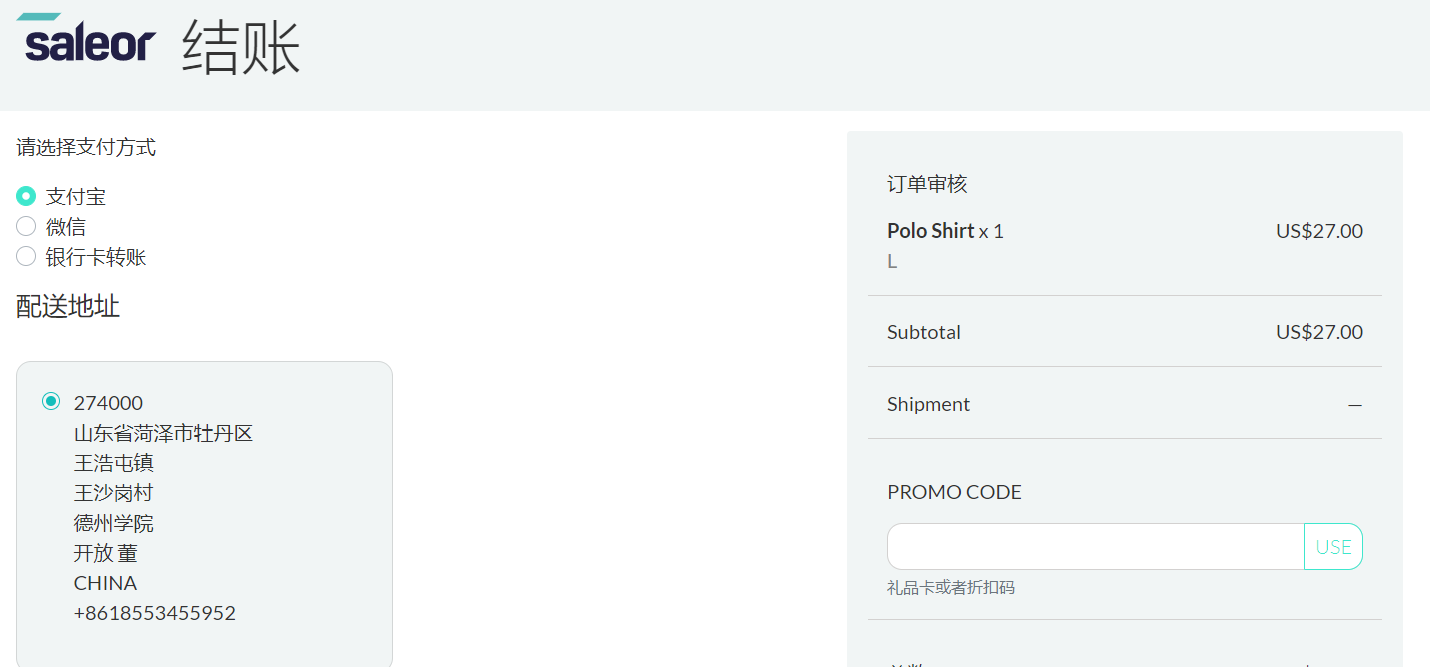 saleor 结账
请选择支付方式
支付宝
微信
银行卡转账
配送地址
274000
山东省菏泽市牡丹区
王浩屯镇
王沙岗村
德州学院
开放 董
CHINA
+8618553455952
订单审核
Polo Shirt x 1 US$27.00
L
Subtotal US$27.00
Shipment —
PROMO CODE
USE
礼品卡或者折扣码